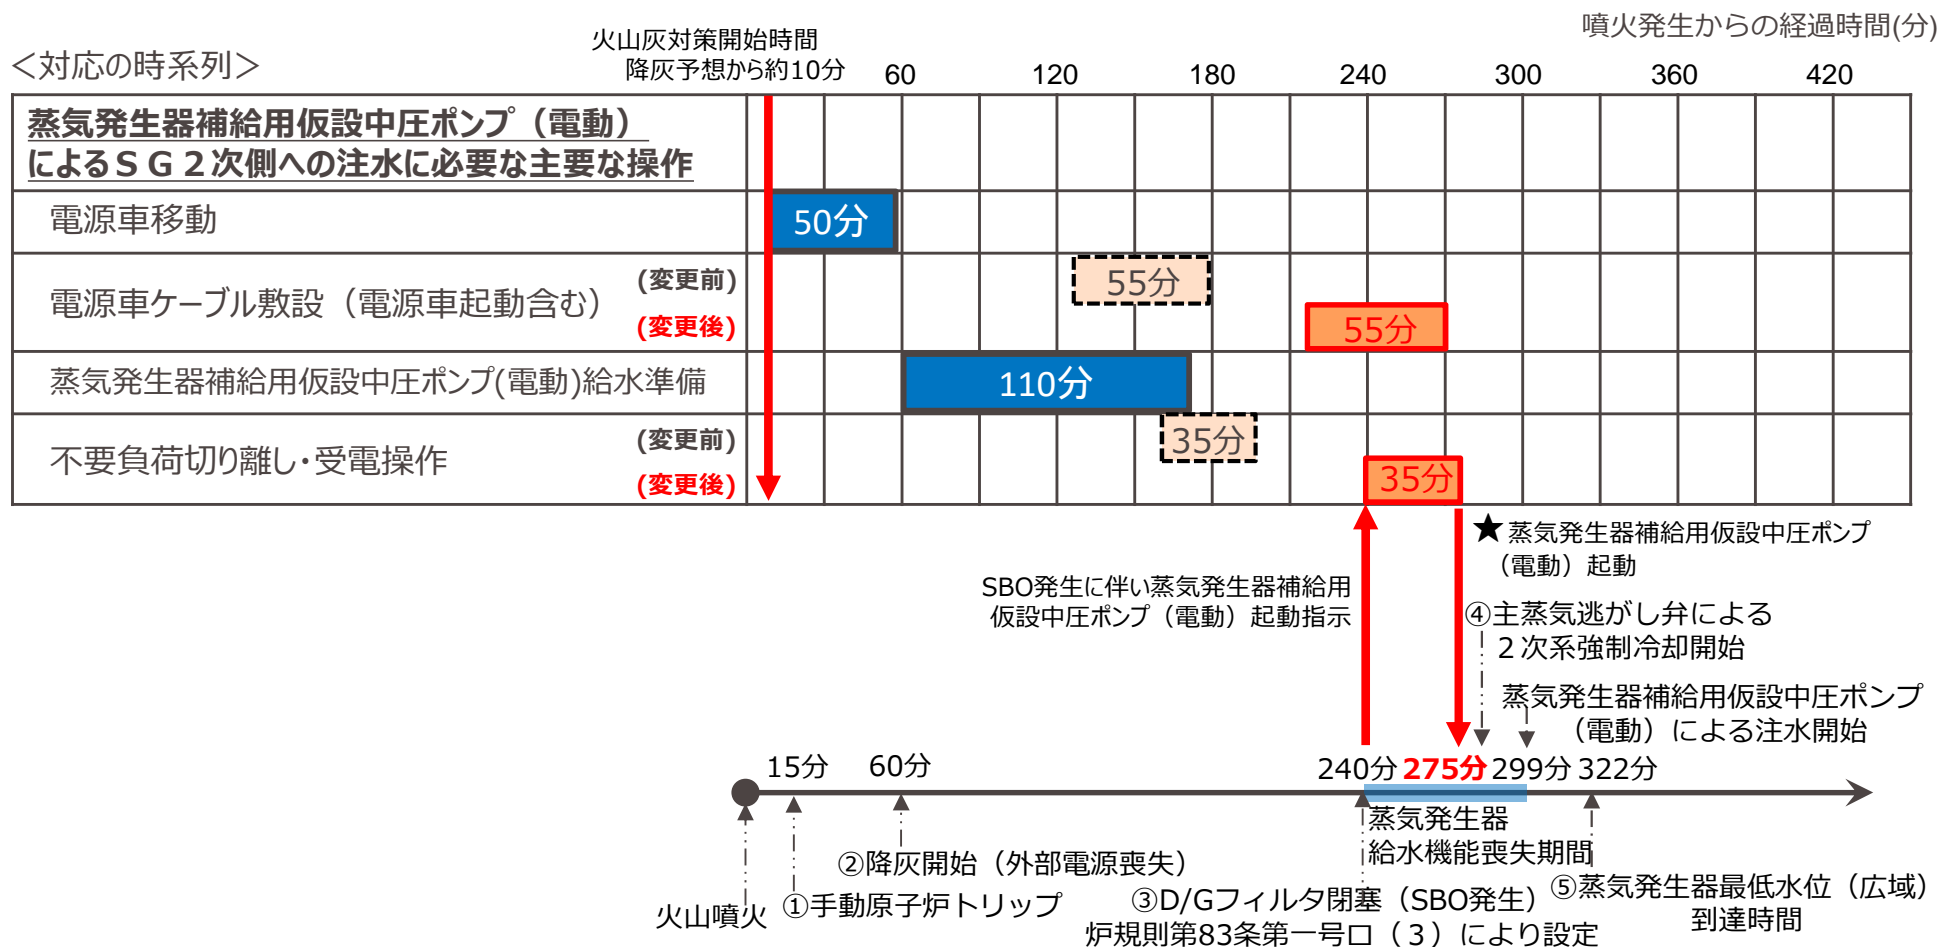 噴火発生からの経過時間(分)
＜対応の時系列＞
火山灰対策開始時間
降灰予想から約10分
60 120 180 240 300 360 420
蒸気発生器補給用仮設中圧ポンプ（電動）
によるＳＧ２次側への注水に必要な主要な操作
電源車移動
50分
電源車ケーブル敷設（電源車起動含む）
(変更前)
55分
(変更後)
55分
蒸気発生器補給用仮設中圧ポンプ(電動)給水準備
110分
不要負荷切り離し・受電操作
(変更前)
35分
(変更後)
35分
★蒸気発生器補給用仮設中圧ポンプ
（電動）起動
SBO発生に伴い蒸気発生器補給用
仮設中圧ポンプ（電動）起動指示
④主蒸気逃がし弁による
２次系強制冷却開始
蒸気発生器補給用仮設中圧ポンプ
（電動）による注水開始
15分 60分 240分 275分 299分 322分
蒸気発生器
給水機能喪失期間
②降灰開始（外部電源喪失）
火山噴火
①手動原子炉トリップ
③D/Gフィルタ閉塞（SBO発生）
炉規則第83条第一号ロ（３）により設定
⑤蒸気発生器最低水位（広域）
到達時間